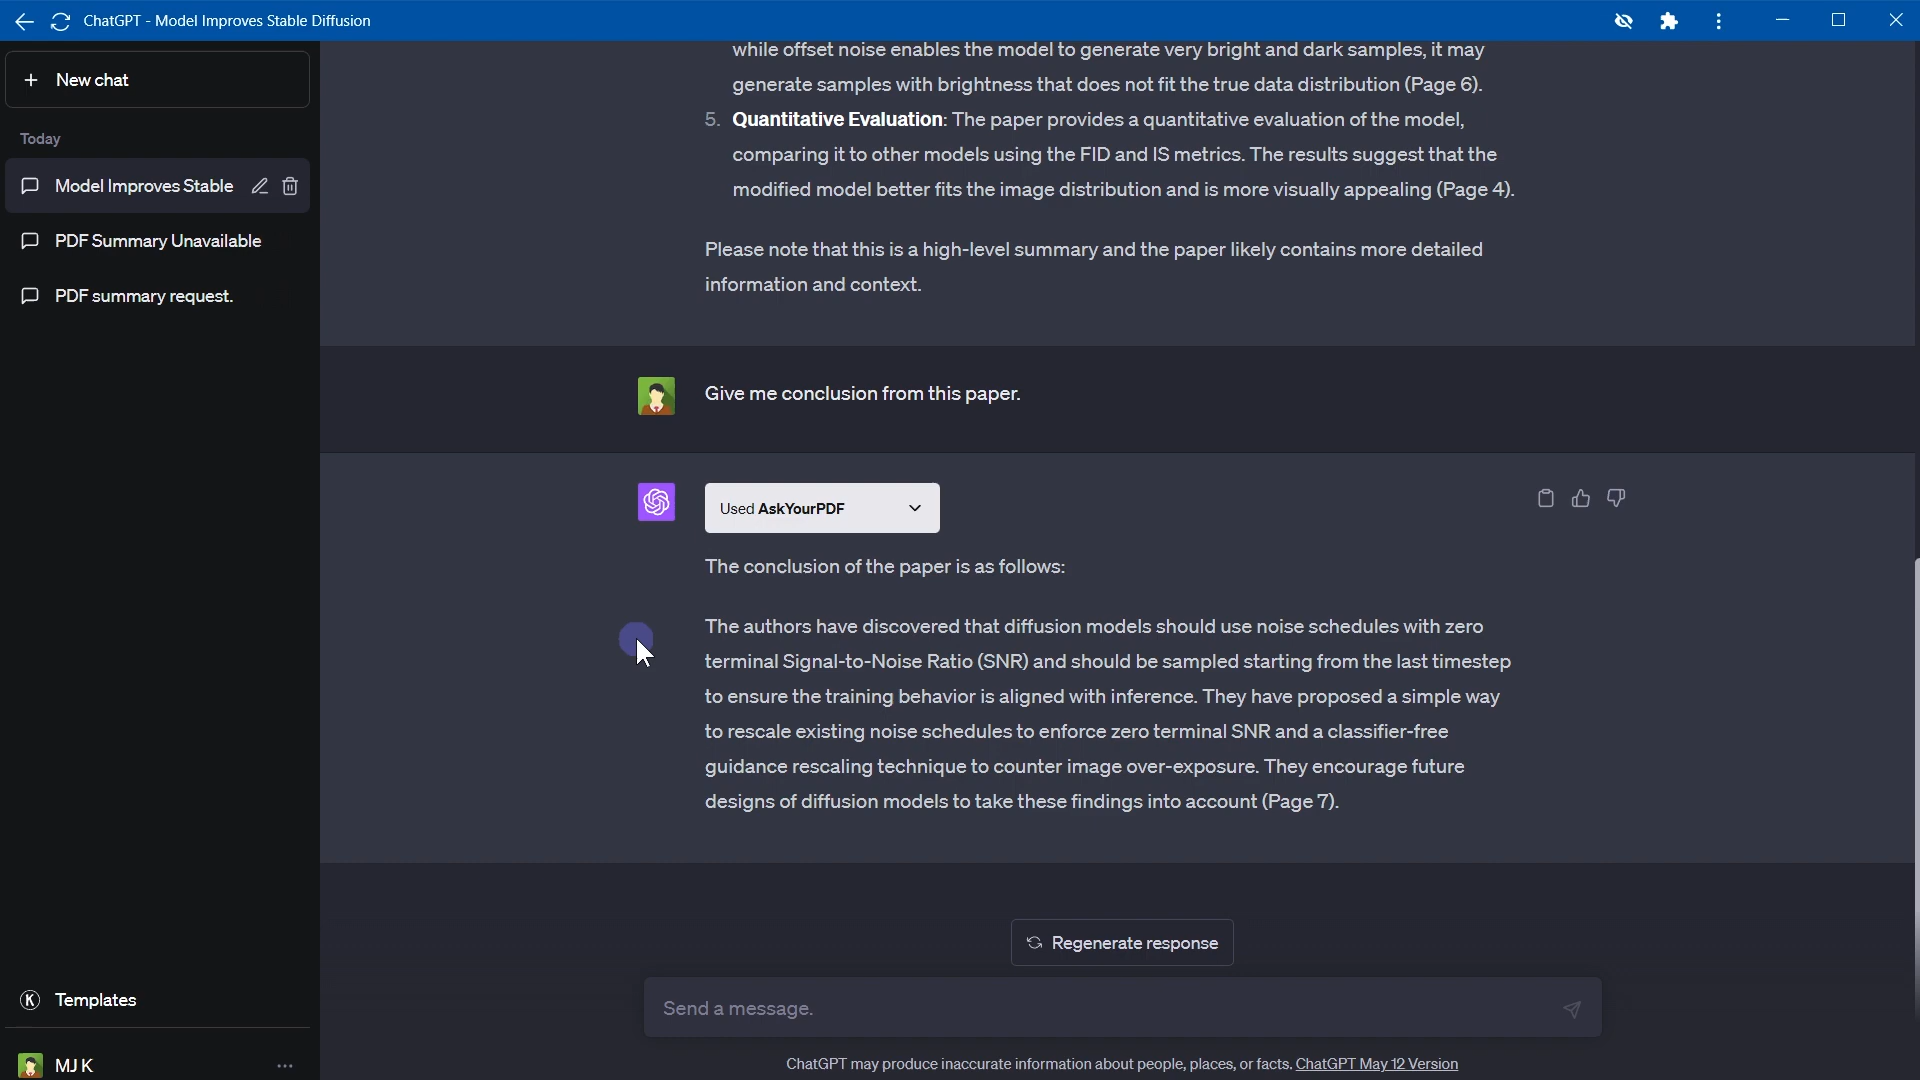 ChatGPT - Model Improves Stable Diffusion
New chat
Today
Model Improves Stable
PDF Summary Unavailable
PDF summary request.
Templates
MJ K
while offset noise enables the model to generate very bright and dark samples, it may
generate samples with brightness that does not fit the true data distribution (Page 6).
5. Quantitative Evaluation: The paper provides a quantitative evaluation of the model,
comparing it to other models using the FID and IS metrics. The results suggest that the
modified model better fits the image distribution and is more visually appealing (Page 4).
Please note that this is a high-level summary and the paper likely contains more detailed
information and context.
Give me conclusion from this paper.
Used AskYourPDF
The conclusion of the paper is as follows:
The authors have discovered that diffusion models should use noise schedules with zero
terminal Signal-to-Noise Ratio (SNR) and should be sampled starting from the last timestep
to ensure the training behavior is aligned with inference. They have proposed a simple way
to rescale existing noise schedules to enforce zero terminal SNR and a classifier-free
guidance rescaling technique to counter image over-exposure. They encourage future
designs of diffusion models to take these findings into account (Page 7).
Regenerate response
Send a message.
ChatGPT may produce inaccurate information about people, places, or facts. ChatGPT May 12 Version